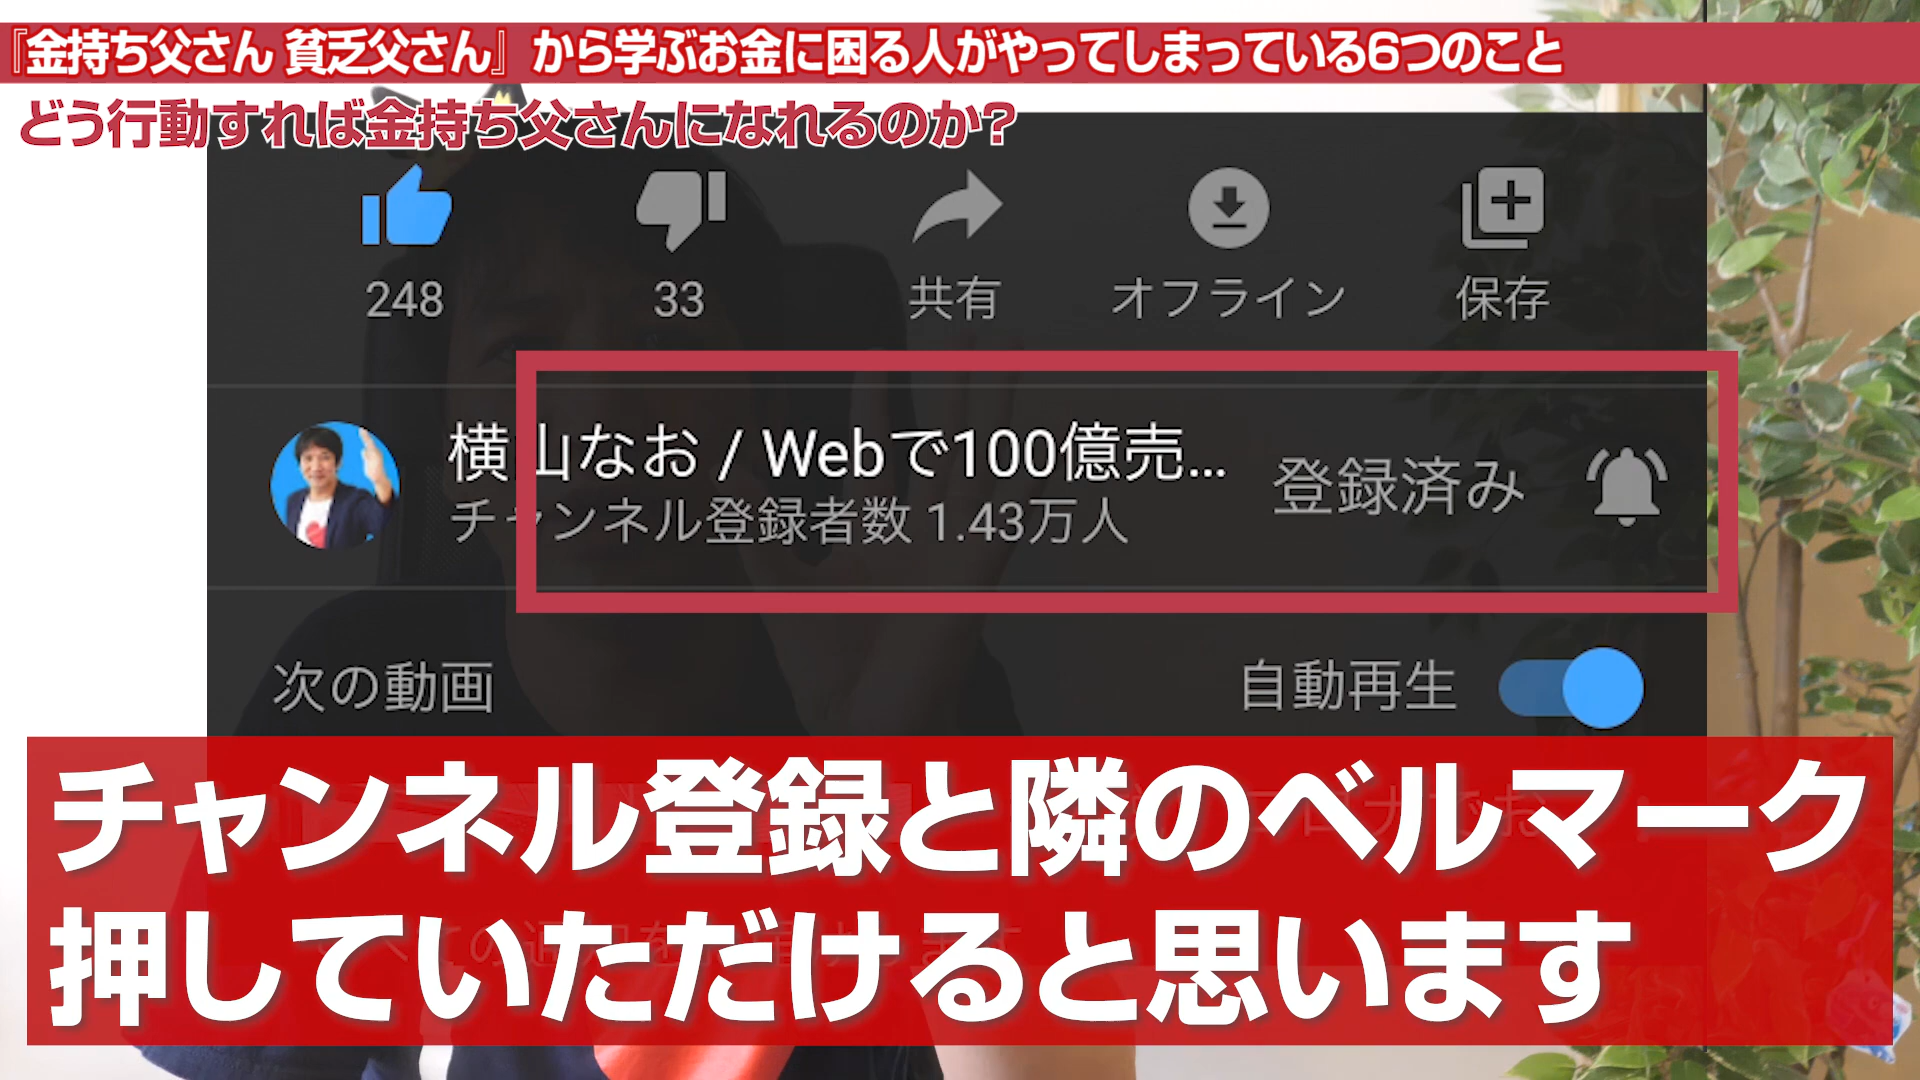 『金持ち父さん 貧乏父さん』から学ぶお金に困る人がやってしまっている6つのこと
どう行動すれば金持ち父さんになれるのか?
248
33
共有
オフライン
保存
横山なお / Webで100億売...
チャンネル登録者数 1.43万人
登録済み
次の動画
自動再生
チャンネル登録と隣のベルマーク
押していただけると思います